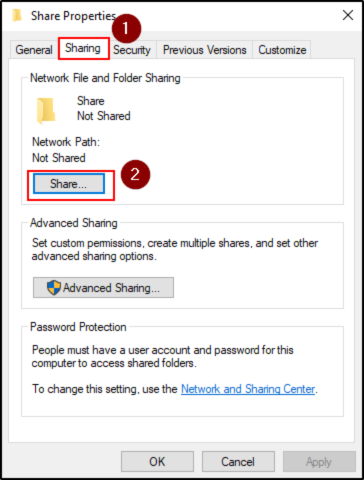 Share Properties
1
General Sharing Security Previous Versions Customize
Network File and Folder Sharing
Share
Not Shared
Network Path:
Not Shared
Share...
2
Advanced Sharing
Set custom permissions, create multiple shares, and set other
advanced sharing options.
Advanced Sharing...
Password Protection
People must have a user account and password for this
computer to access shared folders.
To change this setting, use the Network and Sharing Center.
OK Cancel Apply